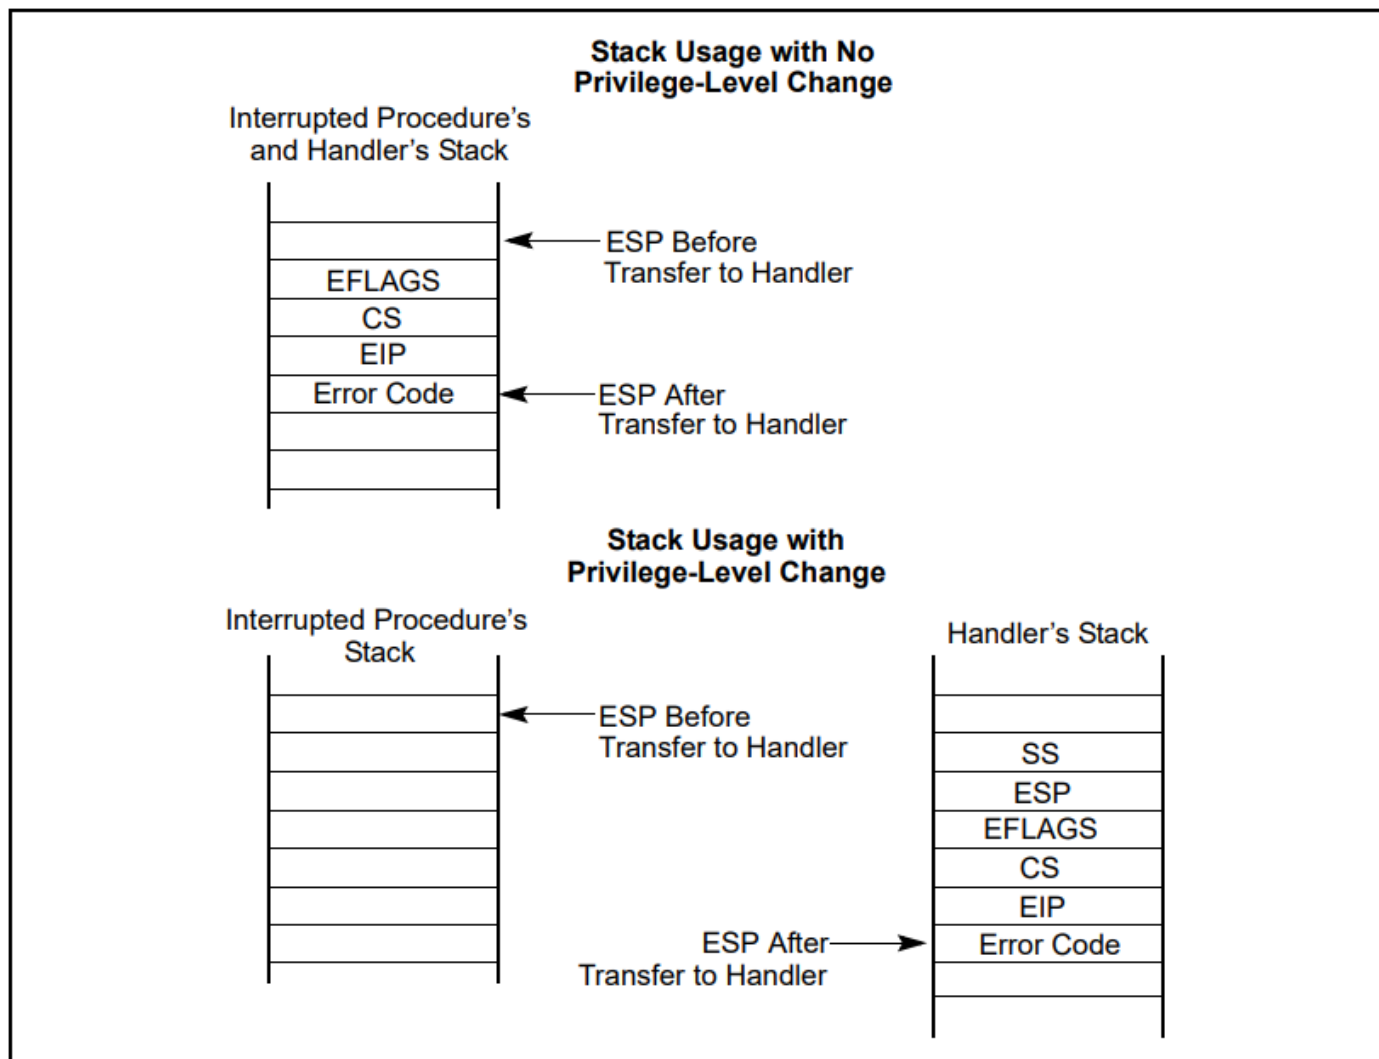 Stack Usage with No
Privilege-Level Change
Interrupted Procedure's
and Handler's Stack
ESP Before
Transfer to Handler
EFLAGS
CS
EIP
Error Code
ESP After
Transfer to Handler
Stack Usage with
Privilege-Level Change
Interrupted Procedure's
Stack
Handler's Stack
ESP Before
Transfer to Handler
SS
ESP
EFLAGS
CS
EIP
ESP After
Transfer to Handler
Error Code